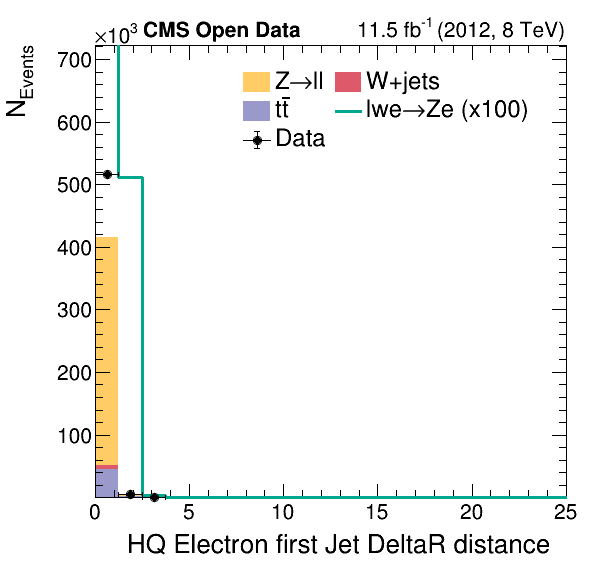 ×10³ CMS Open Data 11.5 fb⁻¹ (2012, 8 TeV)
N_Events
700
600
500
400
300
200
100
Z→ll W+jets
tt̄ lwe→Ze (x100)
Data
0 5 10 15 20 25
HQ Electron first Jet DeltaR distance